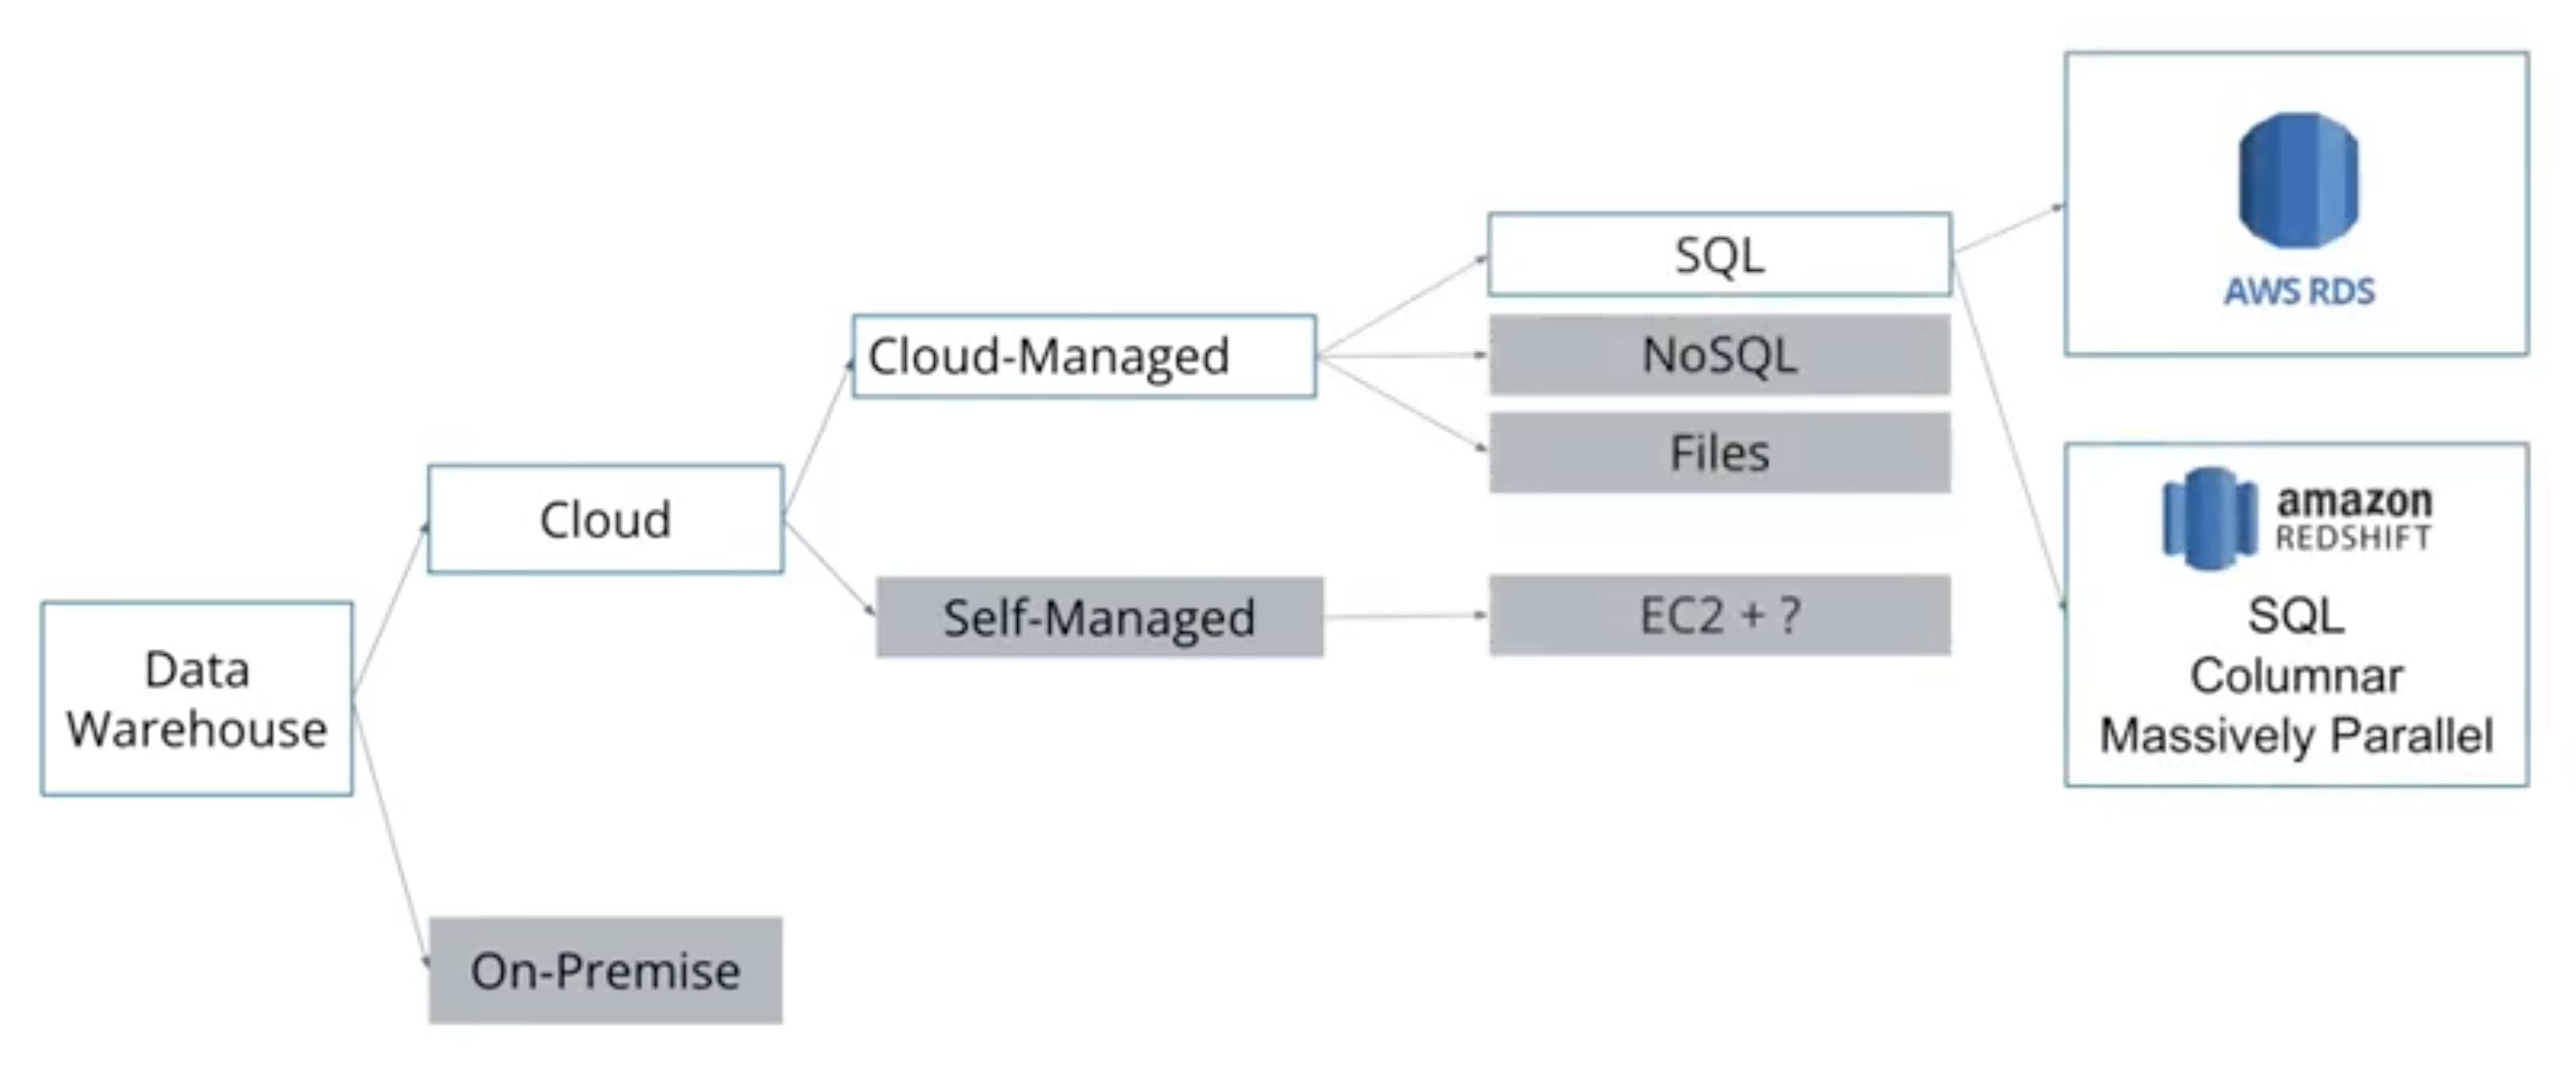 Data
Warehouse
Cloud
On-Premise
Cloud-Managed
Self-Managed
SQL
NoSQL
Files
EC2 + ?
AWS RDS
amazon
REDSHIFT
SQL
Columnar
Massively Parallel